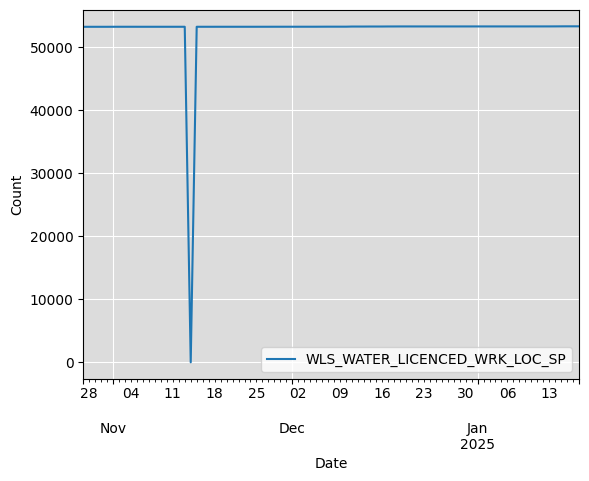 50000
40000
30000
20000
10000
0
Count
WLS_WATER_LICENCED_WRK_LOC_SP
28 04 11 18 25 02 09 16 23 30 06 13
Nov Dec Jan
2025
Date